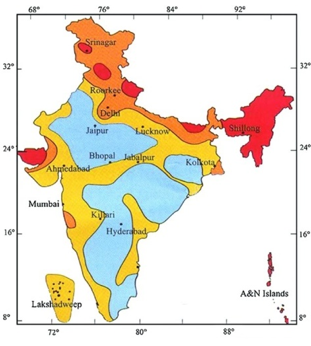 68° 76° 84° 92°
Srinagar
32° 32°
Roorkee
Delhi
Jaipur Lucknow Shillong
24° 24°
Bhopal Jabalpur Kolkota
Ahmedabad
Mumbai
Killari
16° Hyderabad 16°
A&N Islands
Lakshadweep
8° 8°
72° 80° 88°